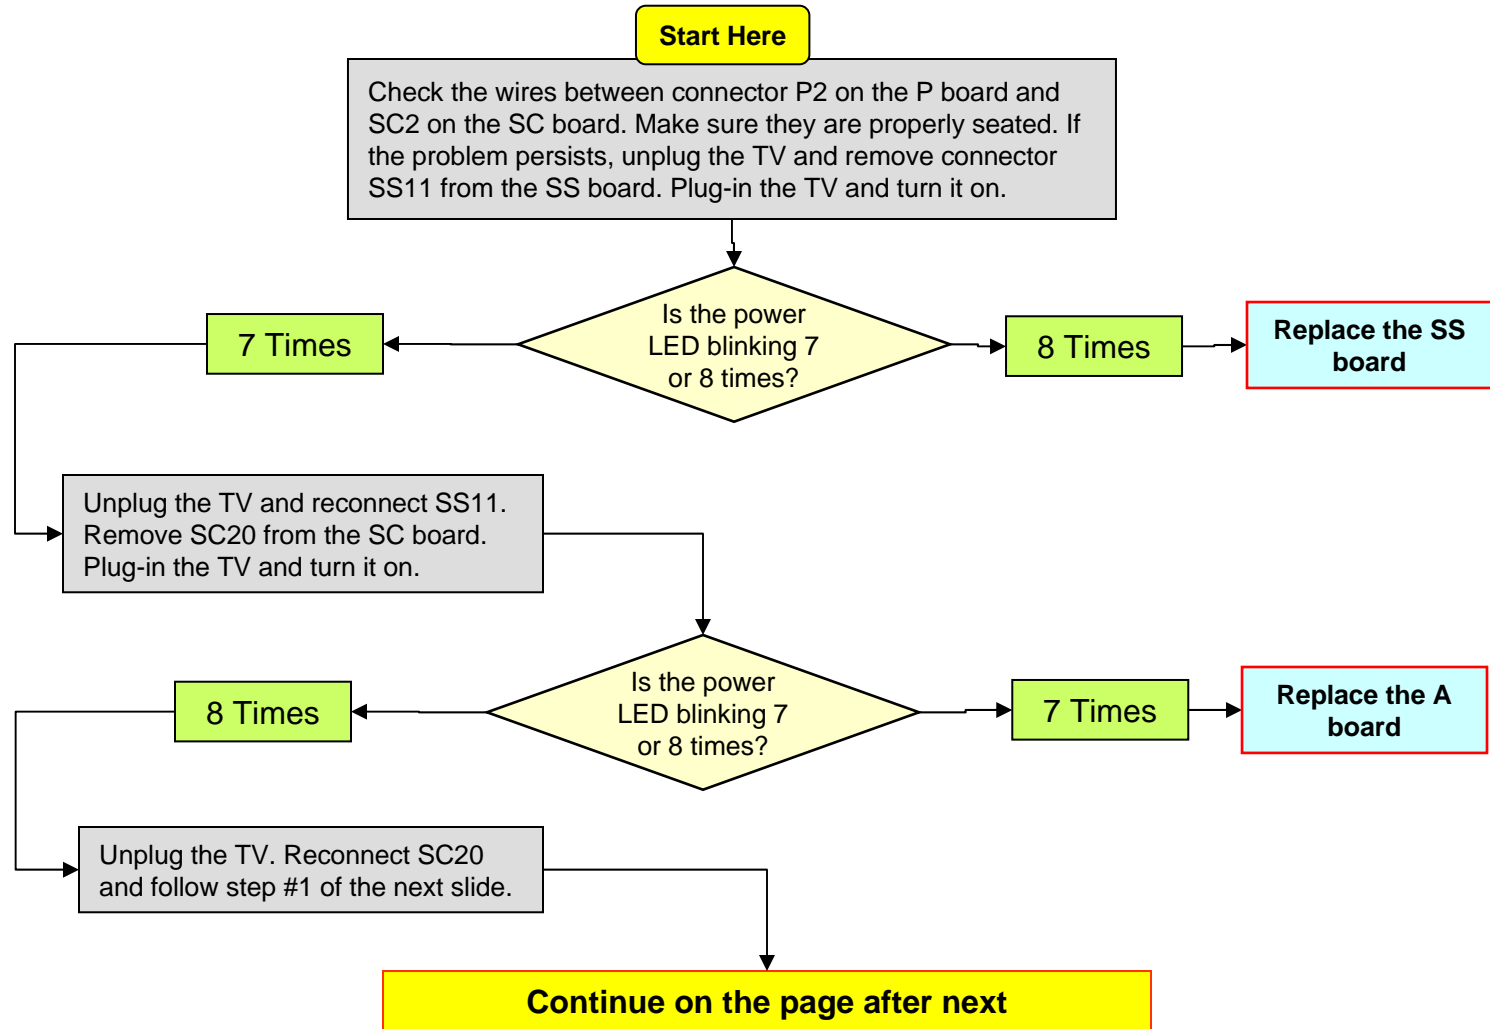 Start Here
Check the wires between connector P2 on the P board and
SC2 on the SC board. Make sure they are properly seated. If
the problem persists, unplug the TV and remove connector
SS11 from the SS board. Plug-in the TV and turn it on.
Is the power
LED blinking 7
or 8 times?
7 Times
8 Times
Replace the SS
board
Unplug the TV and reconnect SS11.
Remove SC20 from the SC board.
Plug-in the TV and turn it on.
Is the power
LED blinking 7
or 8 times?
8 Times
7 Times
Replace the A
board
Unplug the TV. Reconnect SC20
and follow step #1 of the next slide.
Continue on the page after next